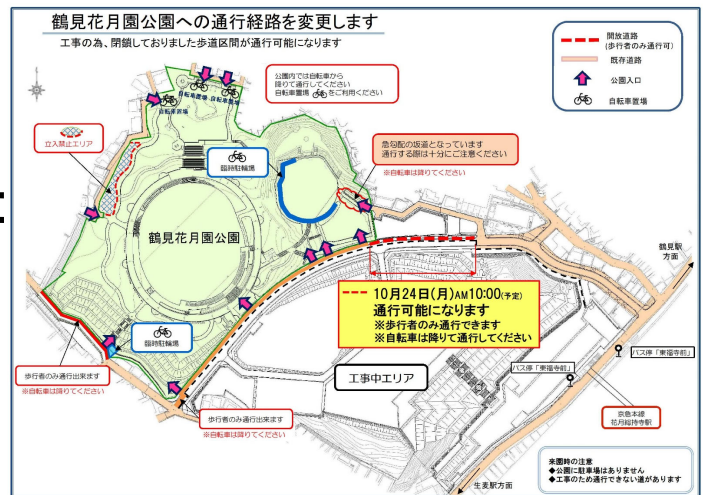 鶴見花月園公園への通行経路を変更します
工事の為、閉鎖しておりました歩道区間が通行可能になります
開放道路
(歩行者のみ通行可)
既存道路
公園入口
自転車置場
公園内では自転車から
降りて通行してください
自転車置場 をご利用ください
自転車置場 自転車置場
自転車置場
立入禁止エリア
臨時駐輪場
急勾配の坂道となっています
通行する際は十分にご注意ください
※自転車は降りてください
鶴見花月園公園
鶴見駅
方面
10月24日(月)AM10:00(予定)
通行可能になります
※歩行者のみ通行できます
※自転車は降りて通行してください
臨時駐輪場
バス停「東福寺前」
バス停「東福寺前」
工事中エリア
歩行者のみ通行出来ます
※自転車は降りてください
歩行者のみ通行出来ます
※自転車は降りてください
京急本線
花月総持寺駅
来園時の注意
◆公園に駐車場はありません
◆工事のため通行できない道があります
生麦駅方面